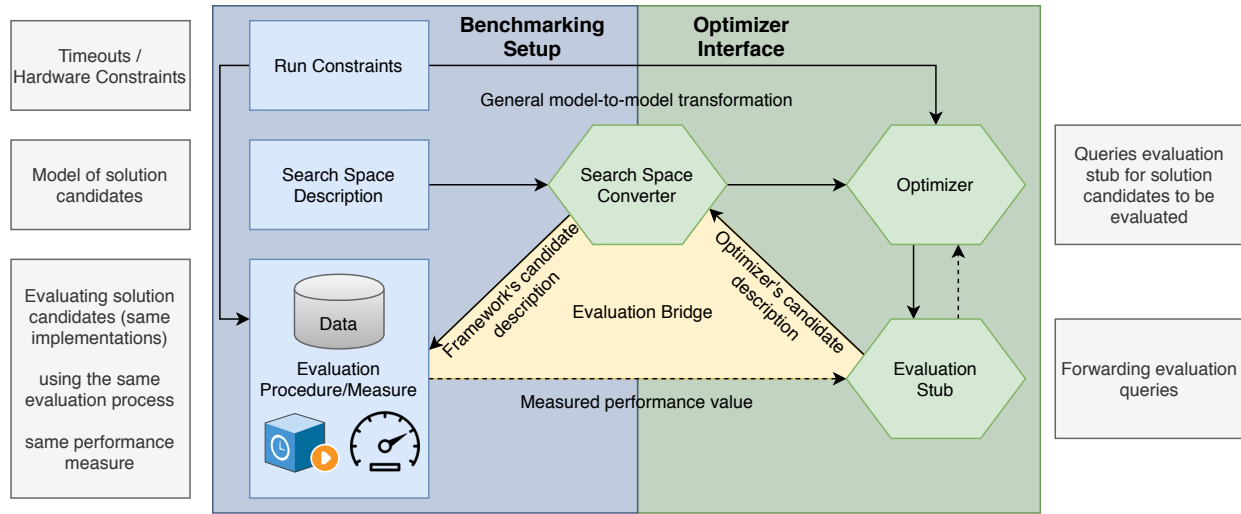 Benchmarking
Setup
Optimizer
Interface
Timeouts /
Hardware Constraints
Run Constraints
General model-to-model transformation
Model of solution
candidates
Search Space
Description
Search Space
Converter
Optimizer
Queries evaluation
stub for solution
candidates to be
evaluated
Evaluating solution
candidates (same
implementations)
using the same
evaluation process
same performance
measure
Data
Evaluation
Procedure/Measure
Framework's candidate
description
Evaluation Bridge
Optimizer's candidate
description
Measured performance value
Evaluation
Stub
Forwarding evaluation
queries